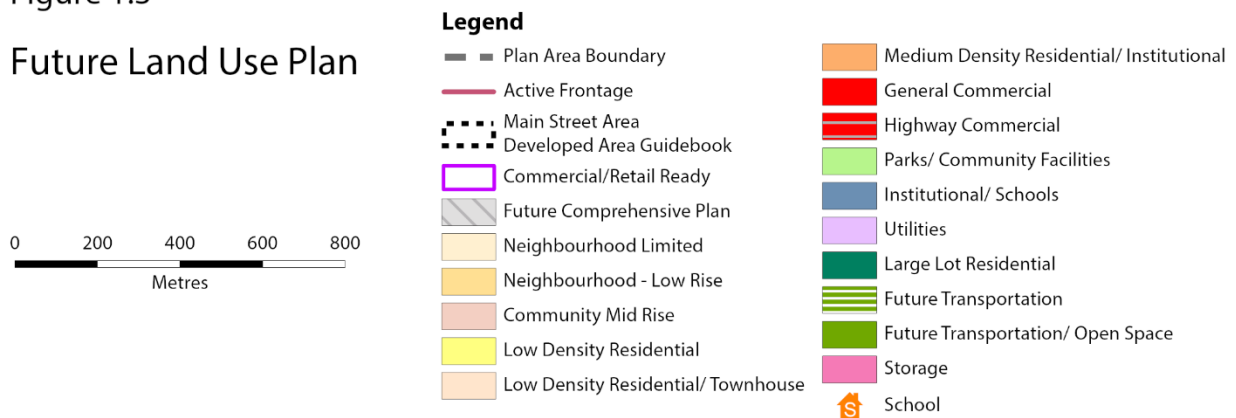 Future Land Use Plan
0 200 400 600 800
Metres
Legend
Plan Area Boundary
Active Frontage
Main Street Area
Developed Area Guidebook
Commercial/Retail Ready
Future Comprehensive Plan
Neighbourhood Limited
Neighbourhood - Low Rise
Community Mid Rise
Low Density Residential
Low Density Residential/ Townhouse
Medium Density Residential/ Institutional
General Commercial
Highway Commercial
Parks/ Community Facilities
Institutional/ Schools
Utilities
Large Lot Residential
Future Transportation
Future Transportation/ Open Space
Storage
S School